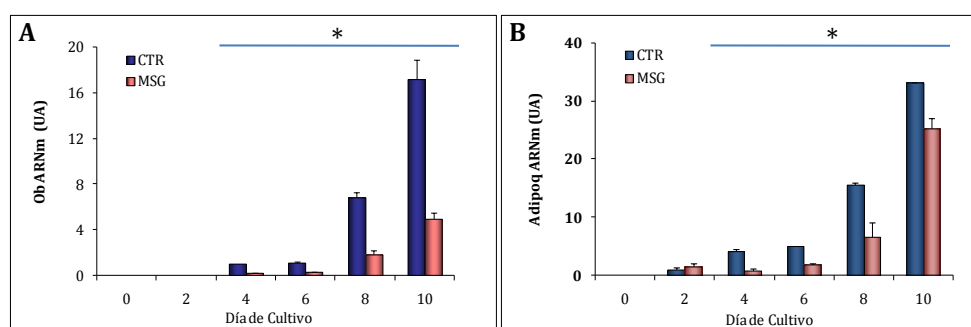 A
*
20
CTR
MSG
16
12
8
4
0
Ob ARNm (UA)
0 2 4 6 8 10
Día de Cultivo
B
*
40
CTR
MSG
30
20
10
0
Adipoq ARNm (UA)
0 2 4 6 8 10
Día de Cultivo